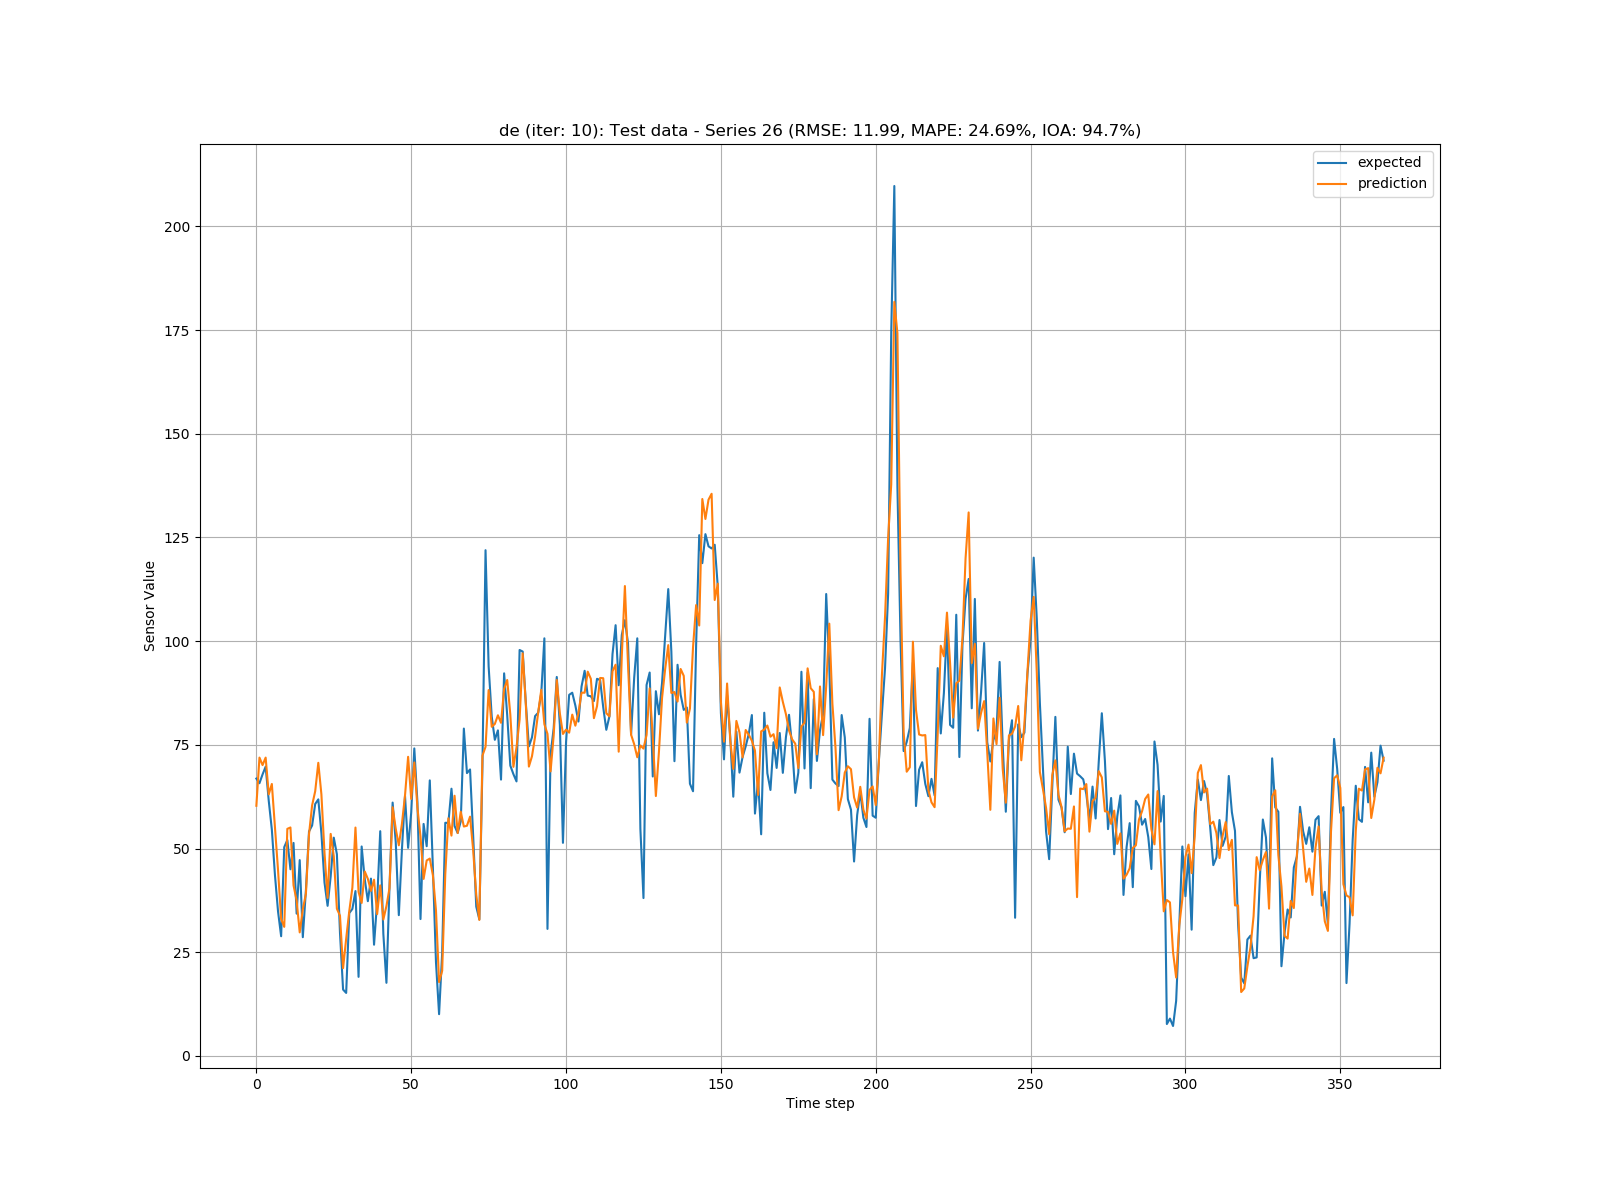 de (iter: 10): Test data - Series 26 (RMSE: 11.99, MAPE: 24.69%, IOA: 94.7%)
expected
prediction
200
175
150
125
100
75
50
25
0
Sensor Value
0 50 100 150 200 250 300 350
Time step